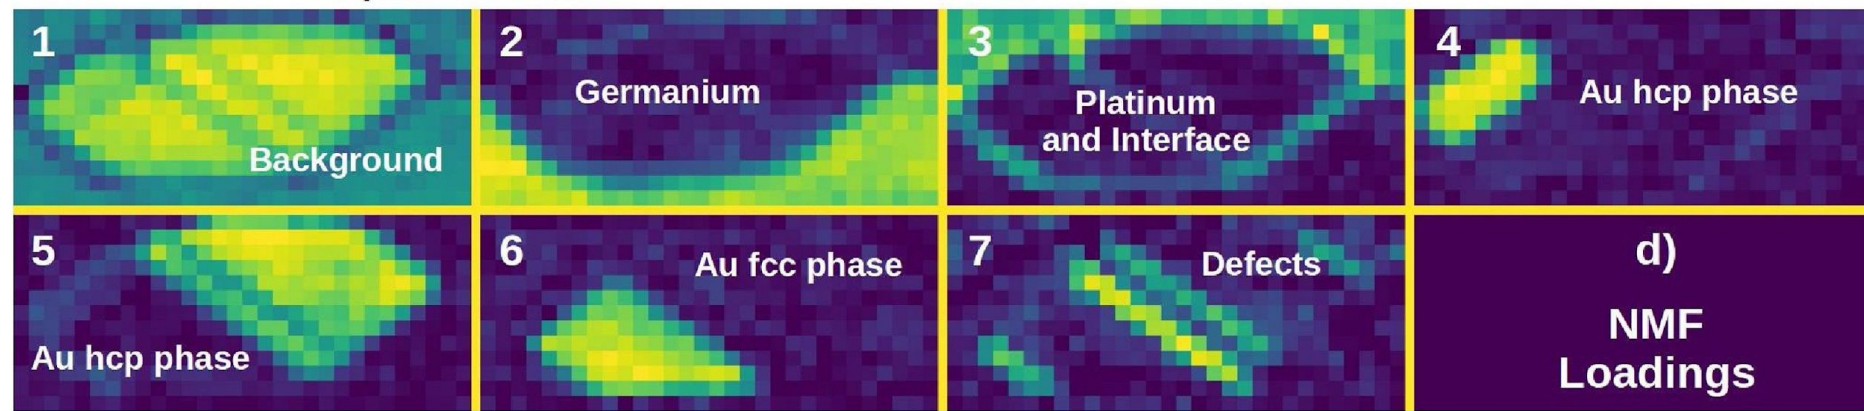 1
Background
2
Germanium
3
Platinum
and Interface
4
Au hcp phase
5
Au hcp phase
6
Au fcc phase
7
Defects
d)
NMF
Loadings